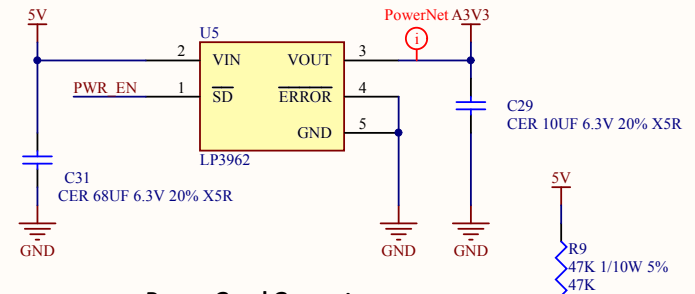 5V
PowerNet A3V3
i
U5
2 VIN VOUT 3
PWR_EN 1 SD ERROR 4
GND 5
LP3962
C29
CER 10UF 6.3V 20% X5R
C31
CER 68UF 6.3V 20% X5R
GND GND GND
5V
R9
47K 1/10W 5%
47K